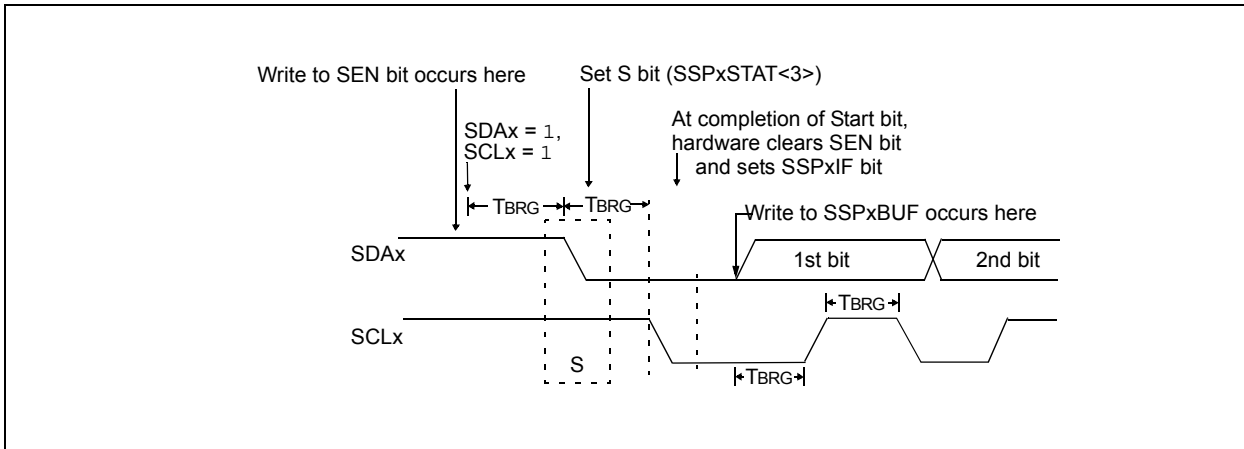 Write to SEN bit occurs here
Set S bit (SSPxSTAT<3>)
At completion of Start bit,
hardware clears SEN bit
and sets SSPxIF bit
SDAx = 1,
SCLx = 1
TBRG
TBRG
Write to SSPxBUF occurs here
SDAx
1st bit
2nd bit
TBRG
SCLx
S
TBRG